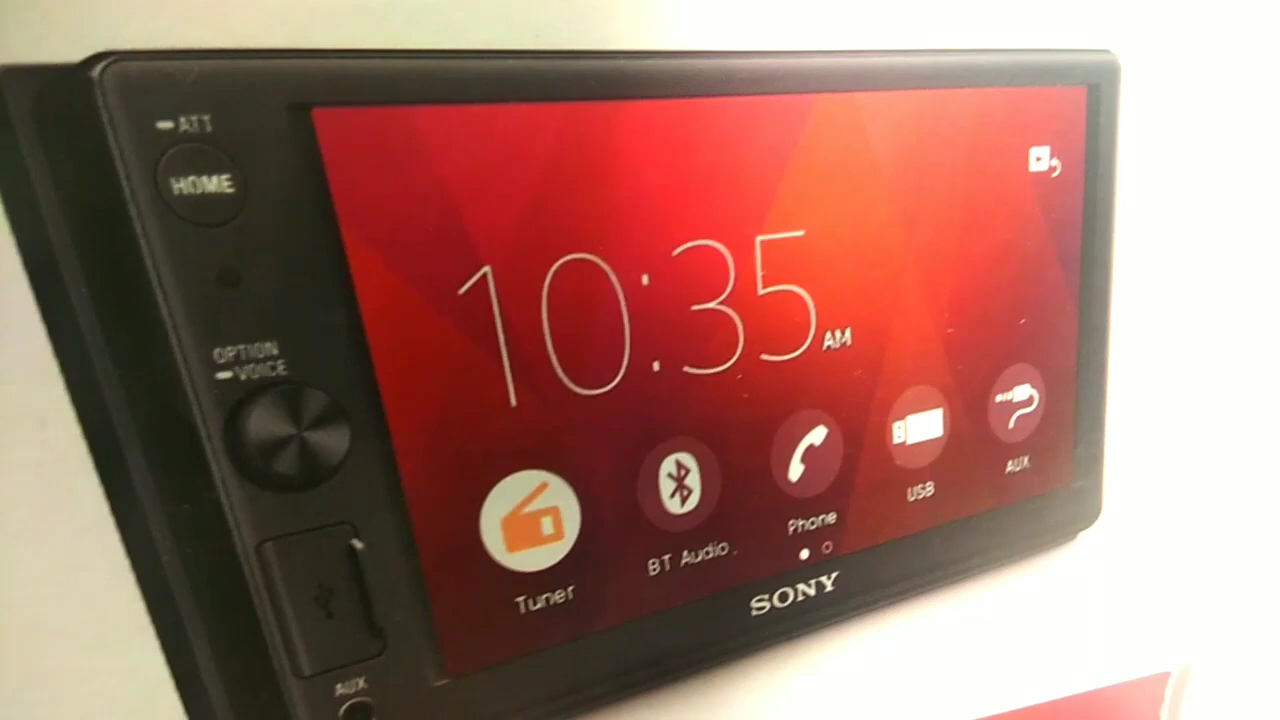 ATT
HOME
10:35 AM
OPTION
VOICE
Tuner
BT Audio
Phone
USB
AUX
SONY
AUX